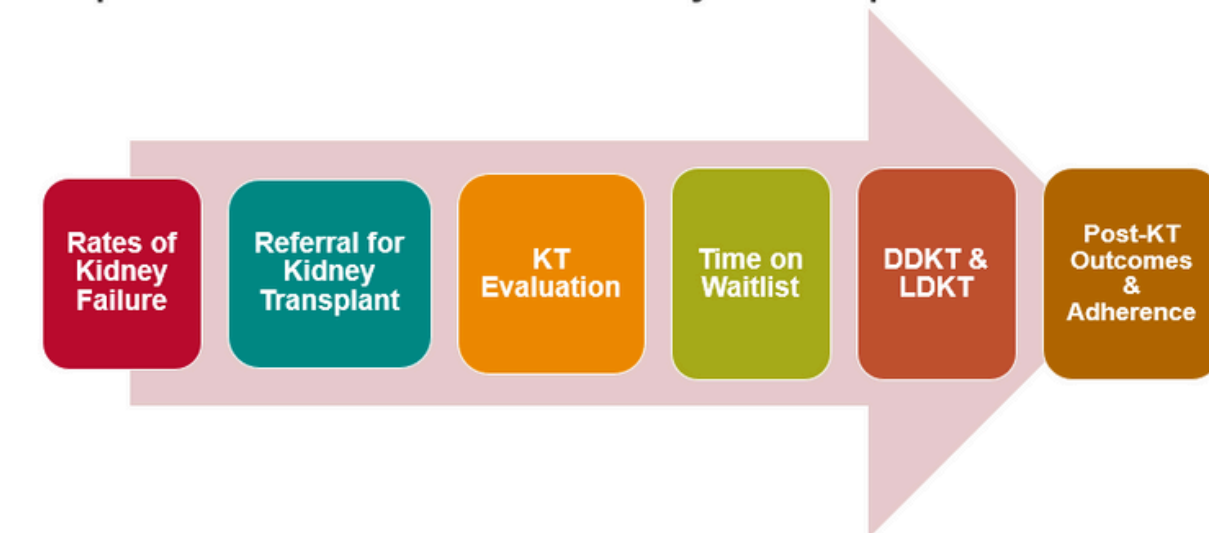 Rates of
Kidney
Failure
Referral for
Kidney
Transplant
KT
Evaluation
Time on
Waitlist
DDKT &
LDKT
Post-KT
Outcomes
&
Adherence